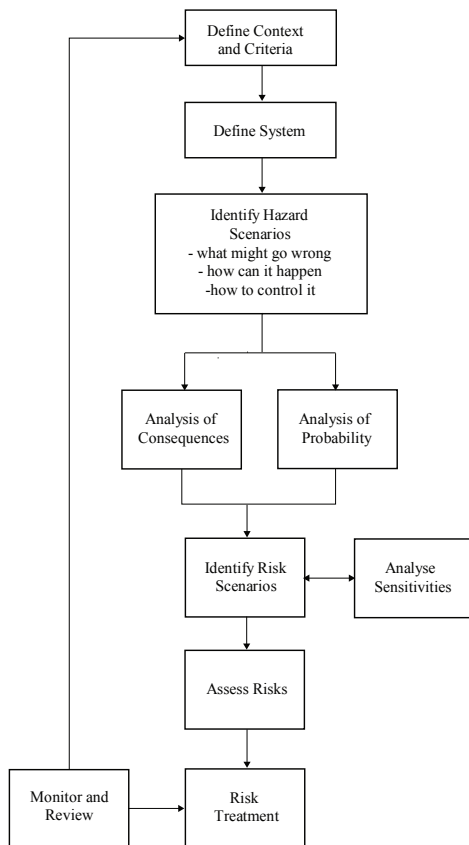 Define Context
and Criteria
Define System
Identify Hazard
Scenarios
- what might go wrong
- how can it happen
-how to control it
Analysis of
Consequences
Analysis of
Probability
Identify Risk
Scenarios
Analyse
Sensitivities
Assess Risks
Monitor and
Review
Risk
Treatment